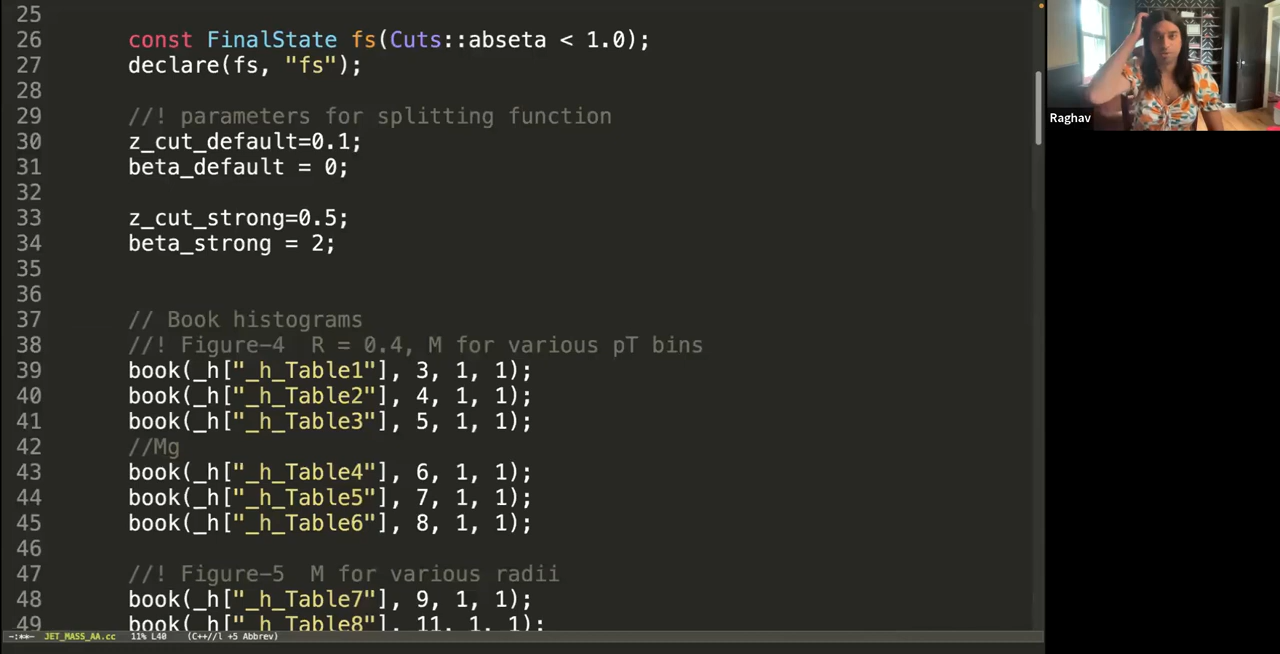 25
26 const FinalState fs(Cuts::abseta < 1.0);
27 declare(fs, "fs");
28
29 //! parameters for splitting function
30 z_cut_default=0.1;
31 beta_default = 0;
32
33 z_cut_strong=0.5;
34 beta_strong = 2;
35
36
37 // Book histograms
38 //! Figure-4  R = 0.4, M for various pT bins
39 book(_h["_h_Table1"], 3, 1, 1);
40 book(_h["_h_Table2"], 4, 1, 1);
41 book(_h["_h_Table3"], 5, 1, 1);
42 //Mg
43 book(_h["_h_Table4"], 6, 1, 1);
44 book(_h["_h_Table5"], 7, 1, 1);
45 book(_h["_h_Table6"], 8, 1, 1);
46
47 //! Figure-5  M for various radii
48 book(_h["_h_Table7"], 9, 1, 1);
49 book(_h["_h_Table8"], 11, 1, 1);
-:**- JET_MASS_AA.cc 11% L40 (C++//l +5 Abbrev)
Raghav